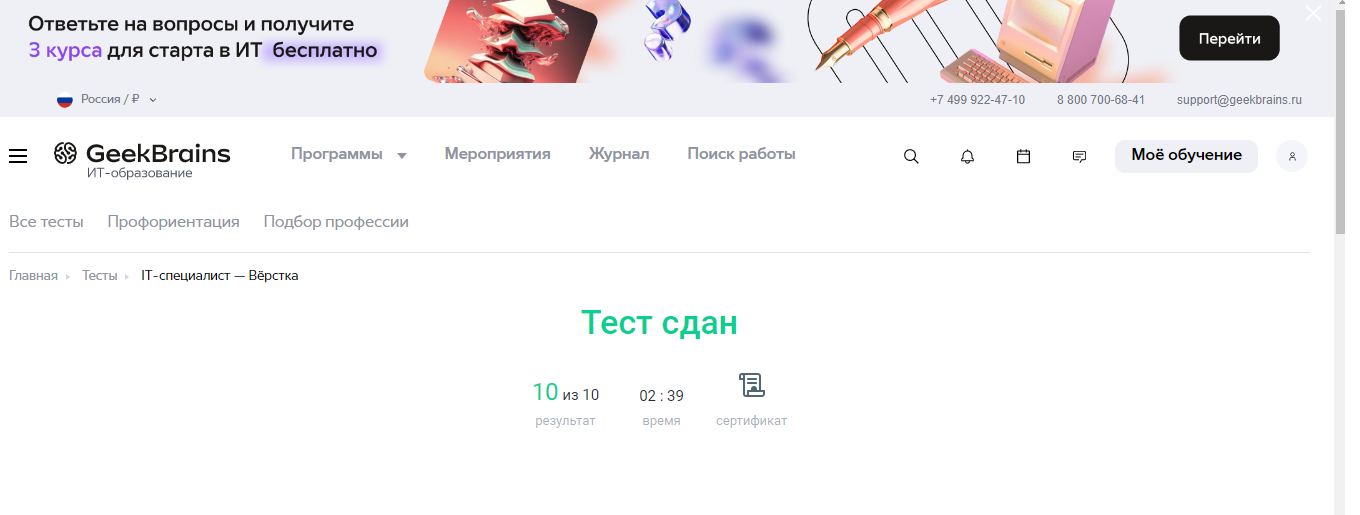 Ответьте на вопросы и получите
3 курса для старта в ИТ бесплатно
Перейти
Россия / ₽
+7 499 922-47-10
8 800 700-68-41
support@geekbrains.ru
GeekBrains
ИТ-образование
Программы
Мероприятия
Журнал
Поиск работы
Моё обучение
Все тесты
Профориентация
Подбор профессии
Главная
Тесты
IT-специалист — Вёрстка
Тест сдан
10 из 10
02 : 39
результат
время
сертификат